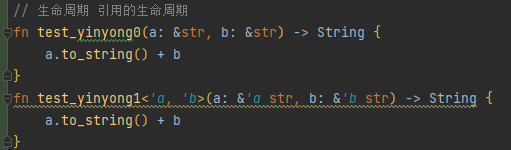 // 生命周期 引用的生命周期
fn test_yinyong0(a: &str, b: &str) -> String {
    a.to_string() + b
}
fn test_yinyong1<'a, 'b>(a: &'a str, b: &'b str) -> String {
    a.to_string() + b
}